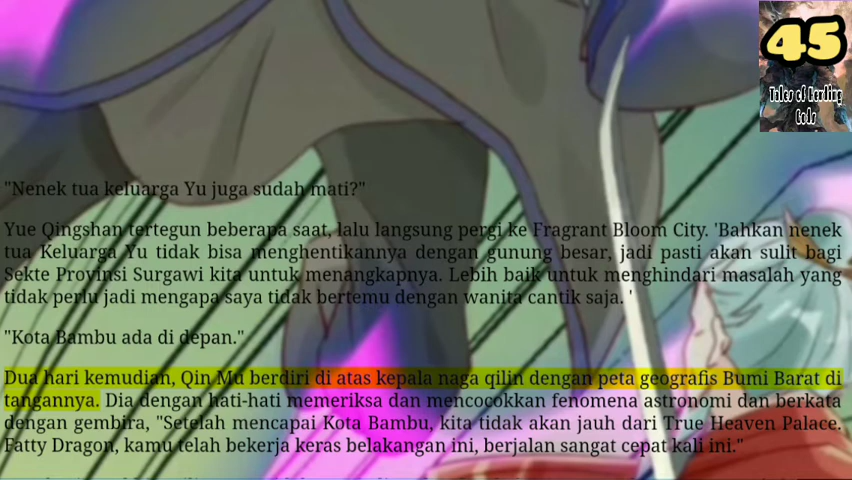 45
Tales of Herding
Gods
"Nenek tua keluarga Yu juga sudah mati?"
Yue Qingshan tertegun beberapa saat, lalu langsung pergi ke Fragrant Bloom City. 'Bahkan nenek
tua Keluarga Yu tidak bisa menghentikannya dengan gunung besar, jadi pasti akan sulit bagi
Sekte Provinsi Surgawi kita untuk menangkapnya. Lebih baik untuk menghindari masalah yang
tidak perlu jadi mengapa saya tidak bertemu dengan wanita cantik saja. '
"Kota Bambu ada di depan."
Dua hari kemudian, Qin Mu berdiri di atas kepala naga qilin dengan peta geografis Bumi Barat di
tangannya. Dia dengan hati-hati memeriksa dan mencocokkan fenomena astronomi dan berkata
dengan gembira, "Setelah mencapai Kota Bambu, kita tidak akan jauh dari True Heaven Palace.
Fatty Dragon, kamu telah bekerja keras belakangan ini, berjalan sangat cepat kali ini."